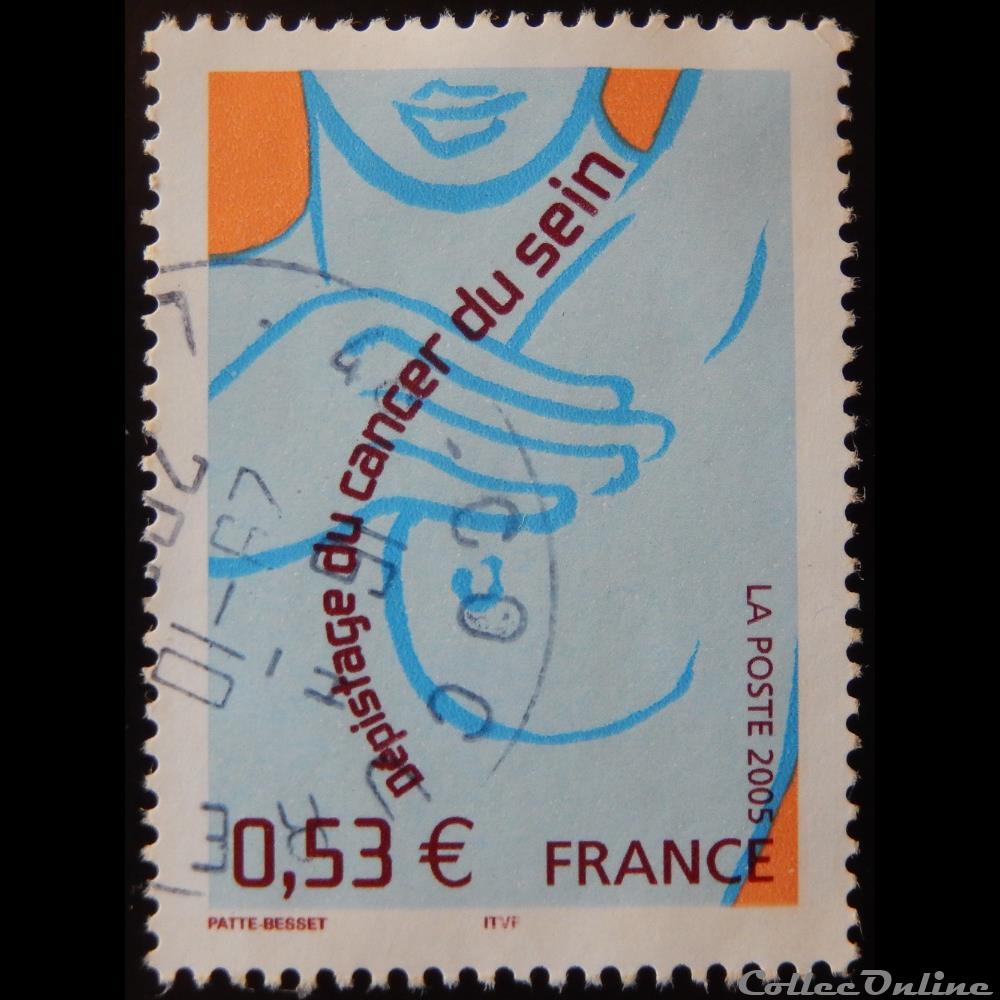 Dépistage du cancer du sein
LA POSTE 2005
0,53 € FRANCE
PATTE-BESSET ITVF
CollecOnline